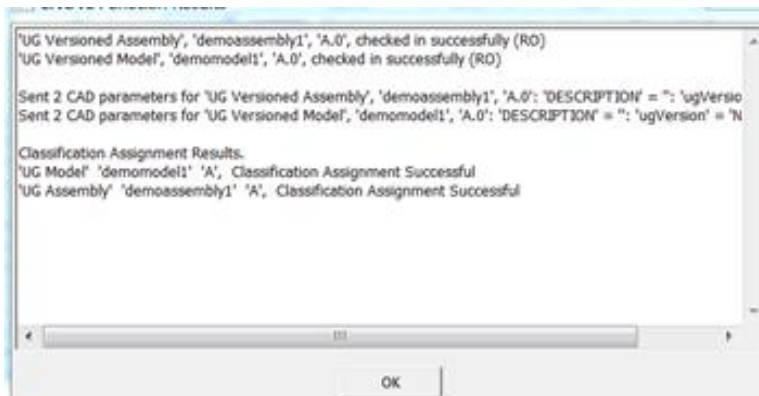 Function Results
'UG Versioned Assembly', 'demoassembly1', 'A.0', checked in successfully (RO)
'UG Versioned Model', 'demomodel1', 'A.0', checked in successfully (RO)
Sent 2 CAD parameters for 'UG Versioned Assembly', 'demoassembly1', 'A.0': 'DESCRIPTION' = '': 'ugVersio
Sent 2 CAD parameters for 'UG Versioned Model', 'demomodel1', 'A.0': 'DESCRIPTION' = '': 'ugVersion' = 'N
Classification Assignment Results.
'UG Model' 'demomodel1' 'A', Classification Assignment Successful
'UG Assembly' 'demoassembly1' 'A', Classification Assignment Successful
OK